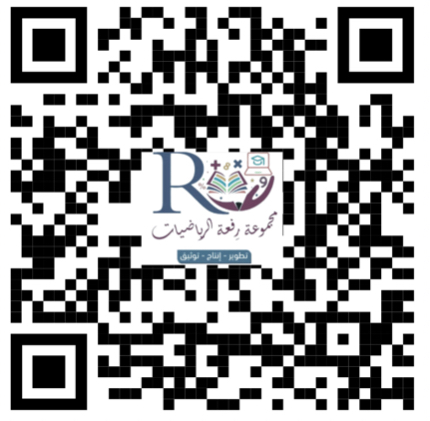 R
مجموعة رفعة الرياضيات
تطوير - إنتاج - توثيق